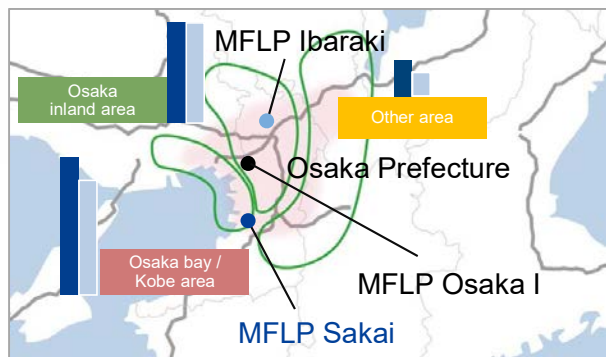 MFLP Ibaraki
Osaka
inland area
Other area
Osaka Prefecture
Osaka bay /
Kobe area
MFLP Osaka I
MFLP Sakai